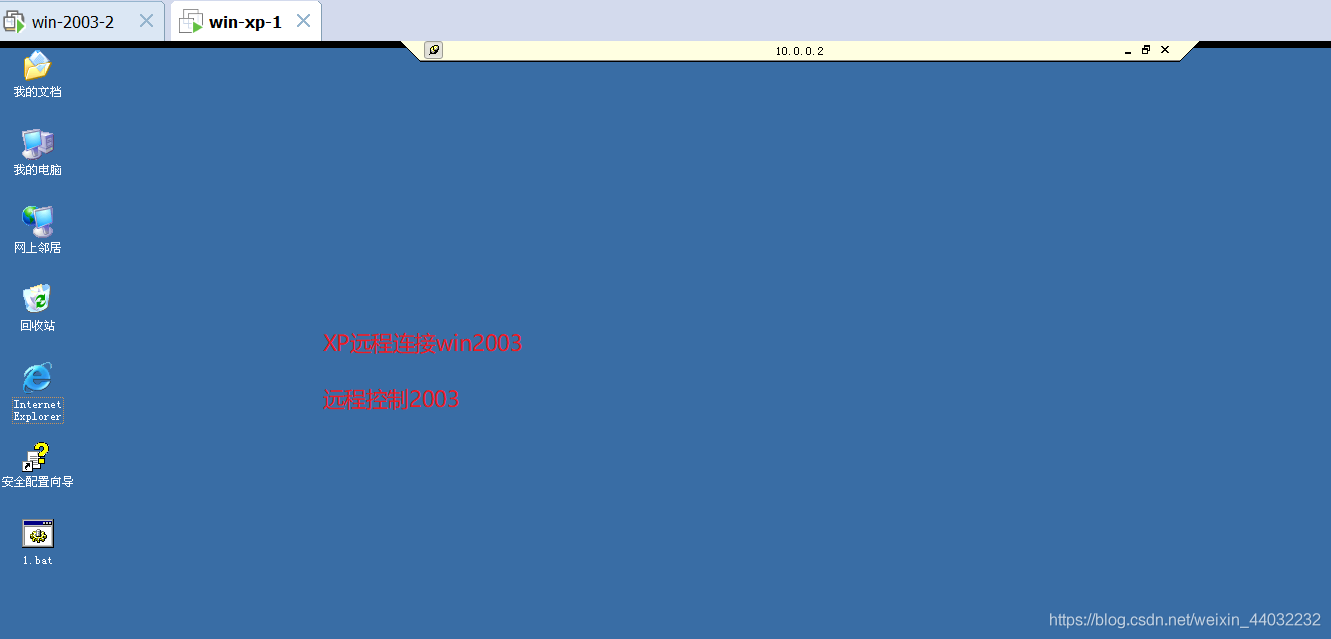 win-2003-2
win-xp-1
10.0.0.2
我的文档
我的电脑
网上邻居
回收站
XP远程连接win2003
远程控制2003
Internet
Explorer
安全配置向导
1.bat
https://blog.csdn.net/weixin_44032232